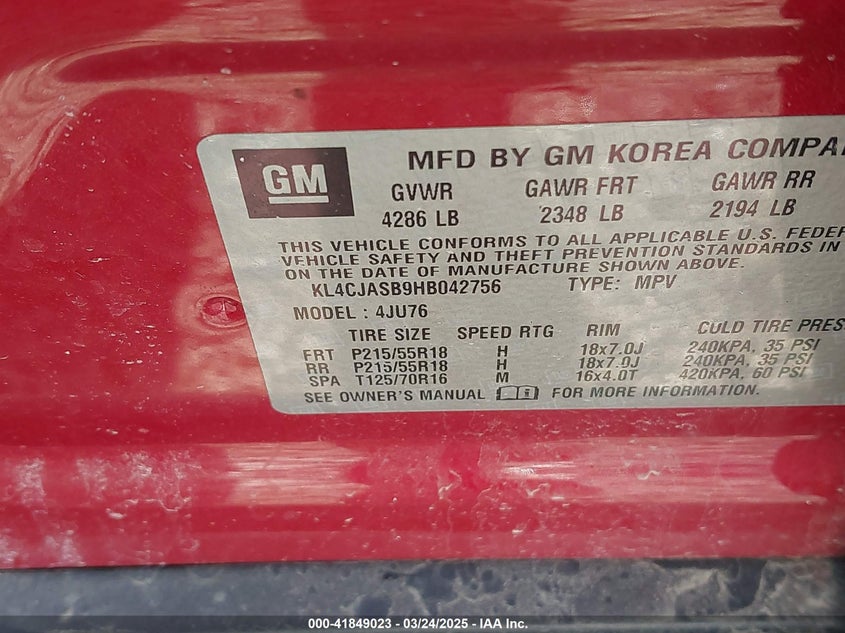 GM
MFD BY GM KOREA COMPA
GVWR GAWR FRT GAWR RR
4286 LB 2348 LB 2194 LB
THIS VEHICLE CONFORMS TO ALL APPLICABLE U.S. FEDER
VEHICLE SAFETY AND THEFT PREVENTION STANDARDS IN
ON THE DATE OF MANUFACTURE SHOWN ABOVE.
KL4CJASB9HB042756 TYPE: MPV
MODEL : 4JU76
TIRE SIZE SPEED RTG RIM COLD TIRE PRES
FRT P215/55R18 H 18x7.0J 240KPA, 35 PSI
RR P215/55R18 H 18x7.0J 240KPA, 35 PSI
SPA T125/70R16 M 16x4.0T 420KPA, 60 PSI
SEE OWNER'S MANUAL FOR MORE INFORMATION.
000-41849023 — 03/24/2025 — IAA Inc.